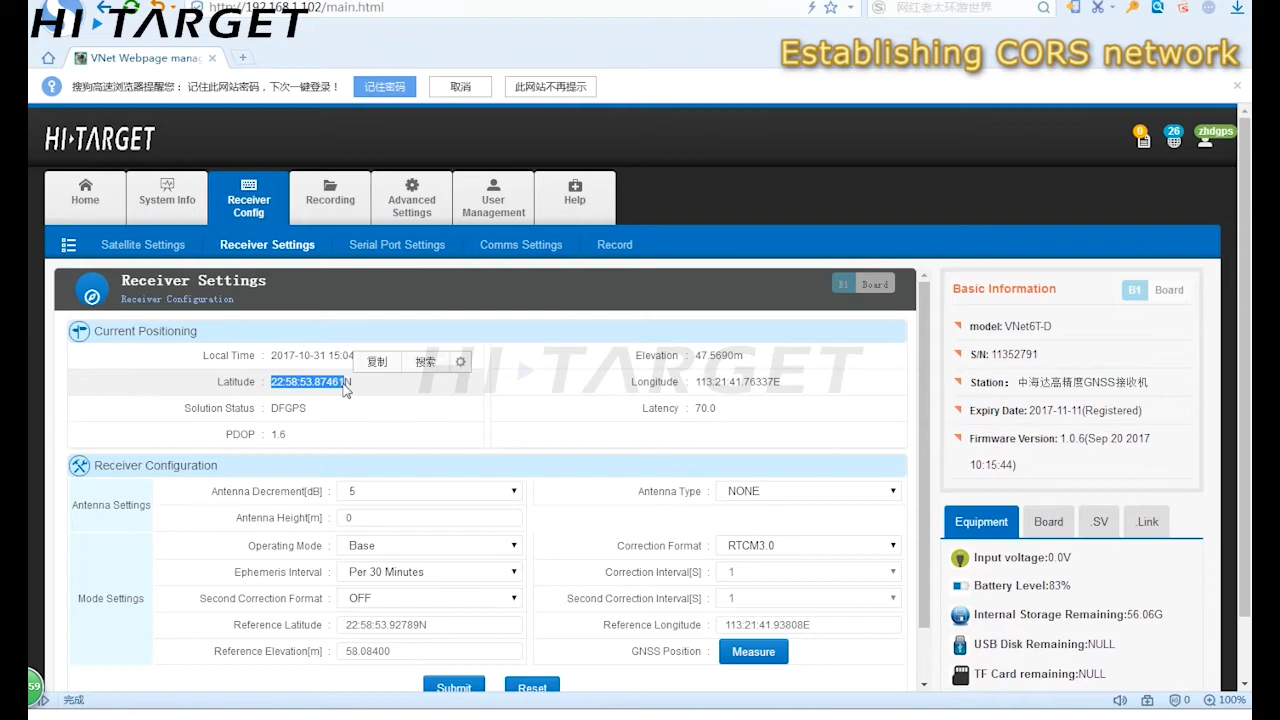 http://192.168.1.102/main.html
网红老太环游世界
HI-TARGET
VNet Webpage mana
Establishing CORS network
搜狗高速浏览器提醒您： 记住此网站密码，下次一键登录！
记住密码
取消
此网站不再提示
HI-TARGET
0
26
zhdgps
Home
System Info
Receiver Config
Recording
Advanced Settings
User Management
Help
Satellite Settings
Receiver Settings
Serial Port Settings
Comms Settings
Record
Receiver Settings
Receiver Configuration
B1 Board
Current Positioning
Local Time : 2017-10-31 15:04
复制 搜索
Elevation : 47.5690m
Latitude : 22:58:53.87461N
Longitude : 113:21:41.76337E
Solution Status : DFGPS
Latency : 70.0
PDOP : 1.6
HI-TARGET
Receiver Configuration
Antenna Settings
Antenna Decrement[dB] : 5
Antenna Type : NONE
Antenna Height[m] : 0
Mode Settings
Operating Mode : Base
Correction Format : RTCM3.0
Ephemeris Interval : Per 30 Minutes
Correction Interval[S] : 1
Second Correction Format : OFF
Second Correction Interval[S] : 1
Reference Latitude : 22:58:53.92789N
Reference Longitude : 113:21:41.93808E
Reference Elevation[m] : 58.08400
GNSS Position : Measure
Submit
Reset
Basic Information
B1 Board
model: VNet6T-D
S/N: 11352791
Station： 中海达高精度GNSS接收机
Expiry Date: 2017-11-11(Registered)
Firmware Version: 1.0.6(Sep 20 2017
10:15:44)
Equipment
Board
.SV
.Link
Input voltage:0.0V
Battery Level:83%
Internal Storage Remaining:56.06G
USB Disk Remaining:NULL
TF Card remaining:NULL
59
完成
0
100%